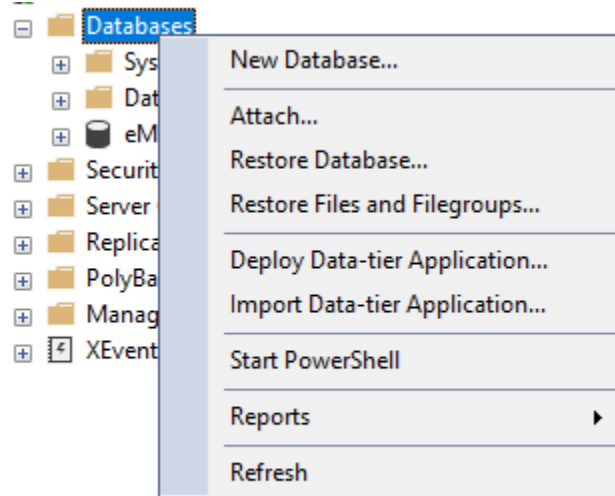 Databases
Sys
Dat
eM
Securit
Server
Replica
PolyBa
Manag
XEvent
New Database...
Attach...
Restore Database...
Restore Files and Filegroups...
Deploy Data-tier Application...
Import Data-tier Application...
Start PowerShell
Reports
Refresh